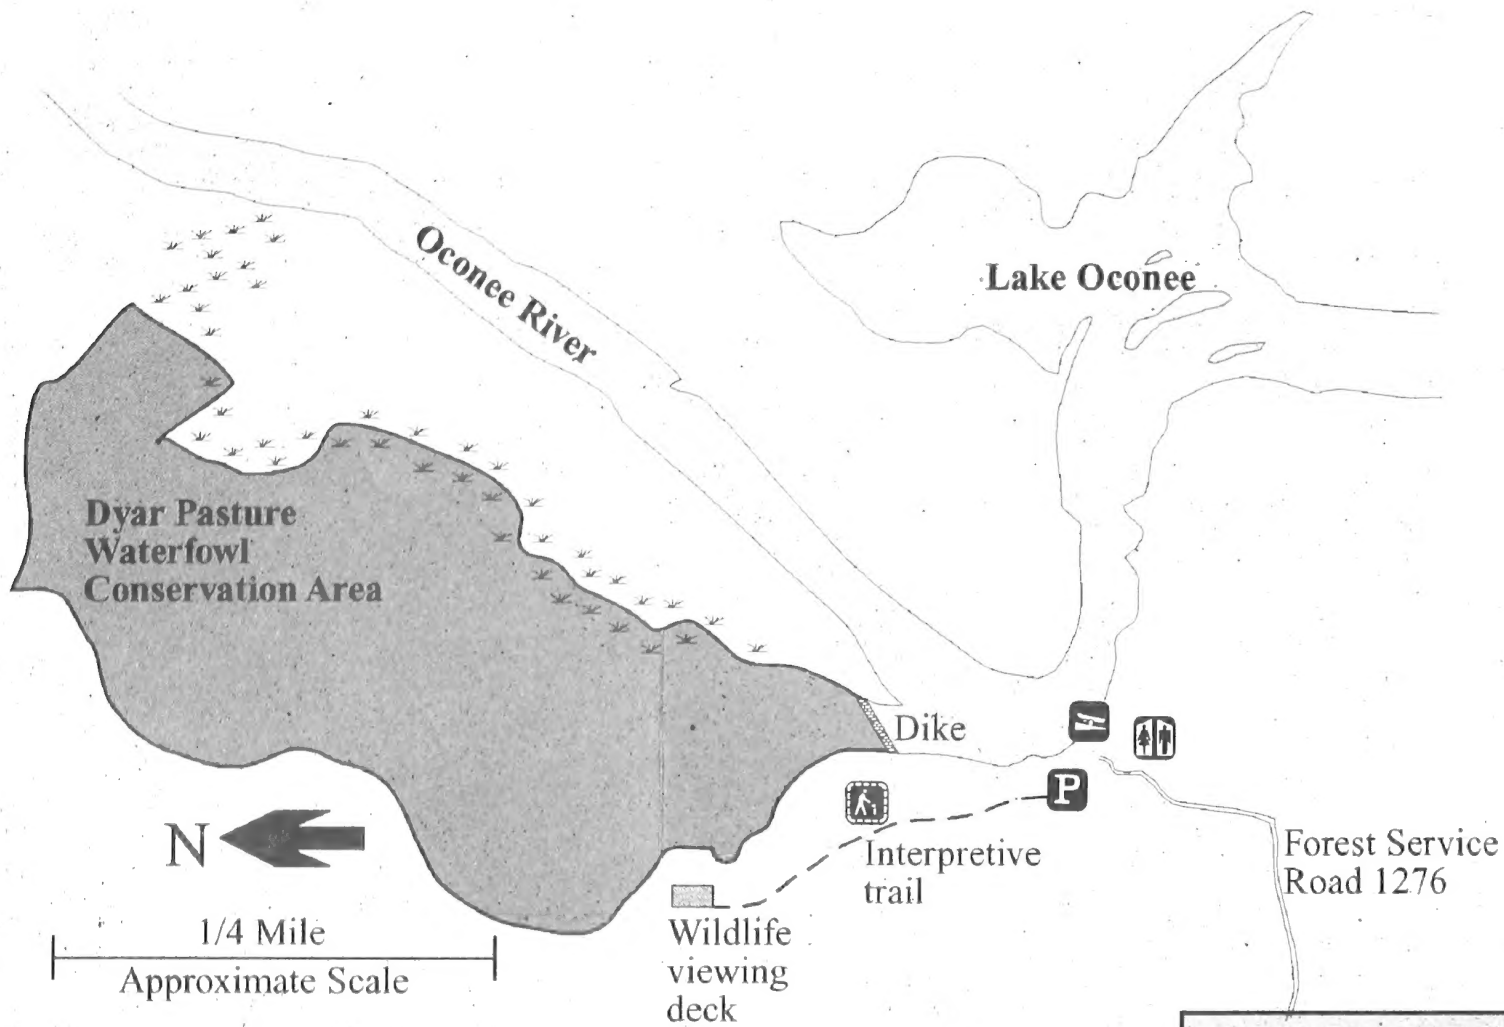 Oconee River
Lake Oconee
Dyar Pasture
Waterfowl
Conservation Area
Dike
P
N
Interpretive
trail
Forest Service
Road 1276
1/4 Mile
Approximate Scale
Wildlife
viewing
deck